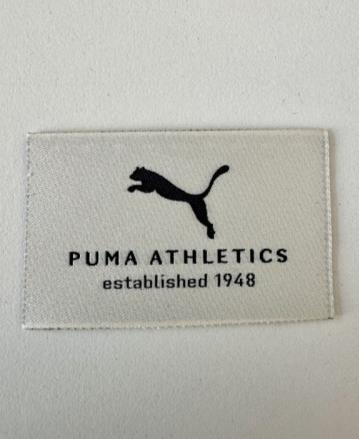 PUMA ATHLETICS
established 1948